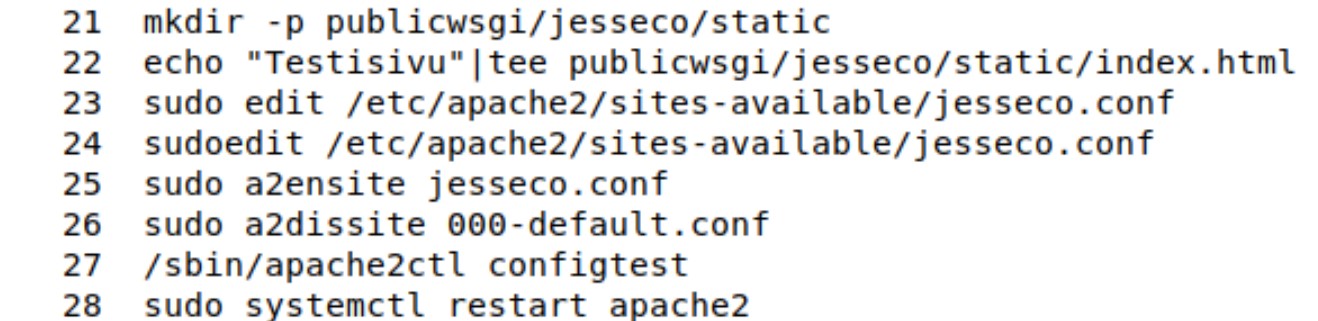 21 mkdir -p publicwsgi/jesseco/static
22 echo "Testisivu"|tee publicwsgi/jesseco/static/index.html
23 sudo edit /etc/apache2/sites-available/jesseco.conf
24 sudoedit /etc/apache2/sites-available/jesseco.conf
25 sudo a2ensite jesseco.conf
26 sudo a2dissite 000-default.conf
27 /sbin/apache2ctl configtest
28 sudo systemctl restart apache2